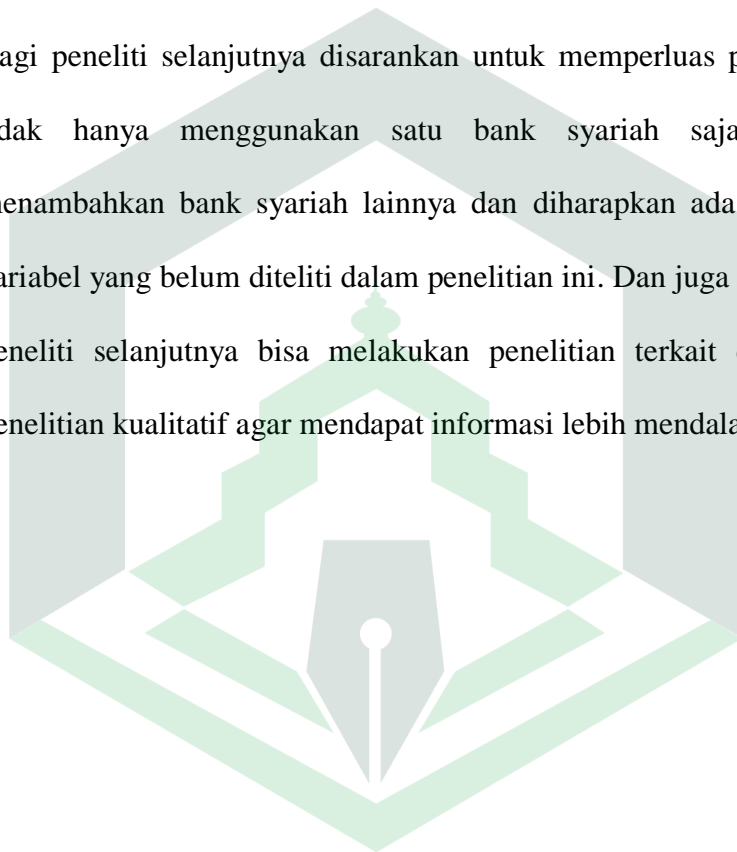 agi peneliti selanjutnya disarankan untuk memperluas p
dak hanya menggunakan satu bank syariah saja
enambahkan bank syariah lainnya dan diharapkan ada
ariabel yang belum diteliti dalam penelitian ini. Dan juga
eneliti selanjutnya bisa melakukan penelitian terkait
enelitian kualitatif agar mendapat informasi lebih mendala